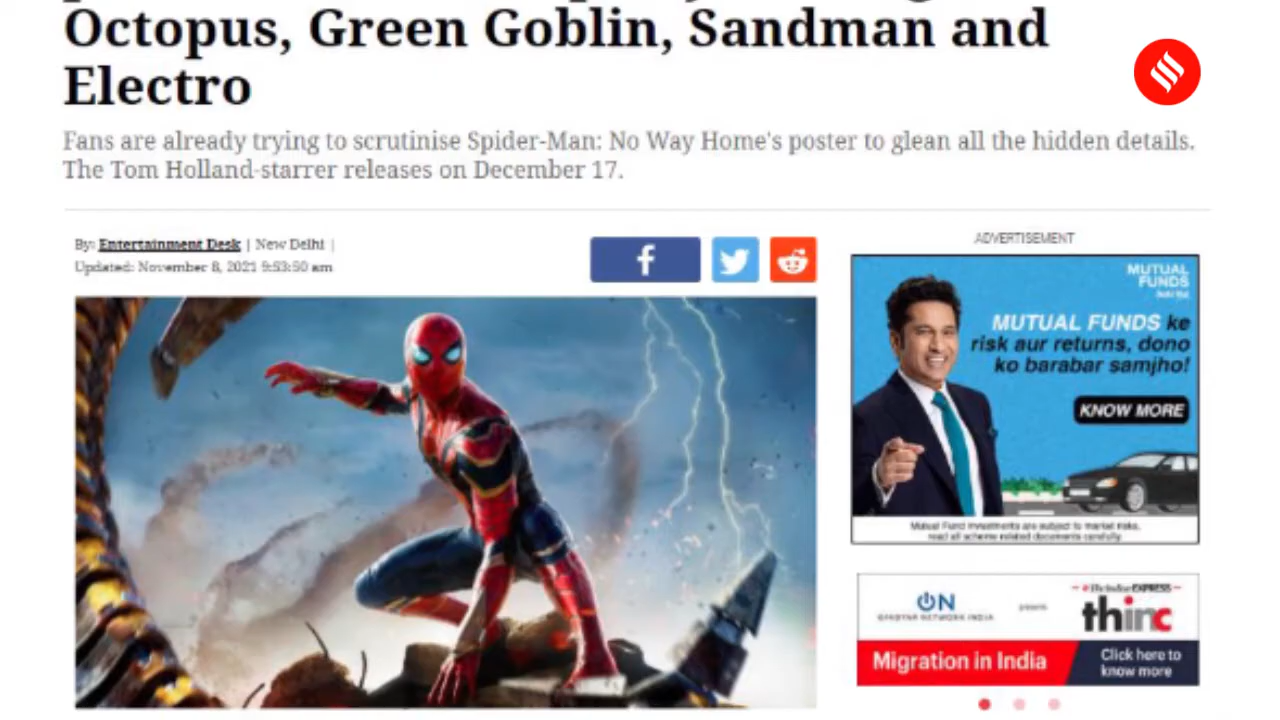 Octopus, Green Goblin, Sandman and
Electro
Fans are already trying to scrutinise Spider-Man: No Way Home's poster to glean all the hidden details.
The Tom Holland-starrer releases on December 17.
By: Entertainment Desk | New Delhi |
Updated: November 8, 2021 9:53:50 am
ADVERTISEMENT
MUTUAL
FUNDS
MUTUAL FUNDS ke
risk aur returns, dono
ko barabar samjho!
KNOW MORE
Mutual Fund investments are subject to market risks,
read all scheme related documents carefully.
ON
NETWORK INDIA
presents
The Indian EXPRESS
thinc
Migration in India
Click here to
know more